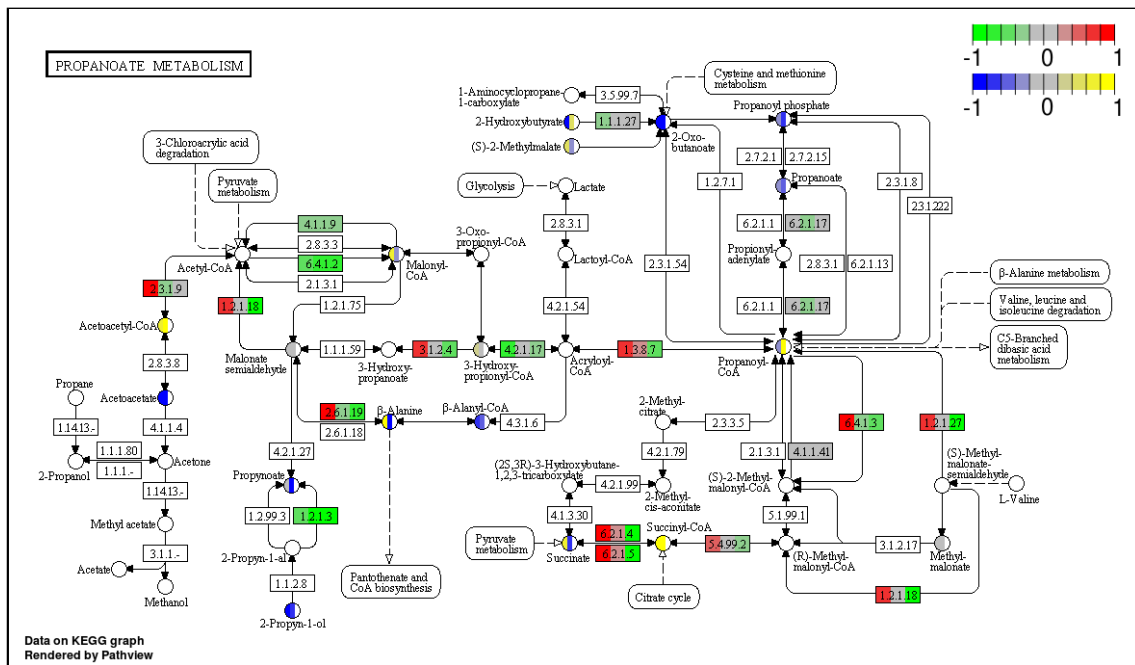 PROPANOATE METABOLISM
-1 0 1
-1 0 1
Cysteine and methionine
metabolism
1-Aminocyclopropane
1-carboxylate
3.5.99.7
2-Hydroxybutyrate
1.1.1.27
2-Oxo-
butanoate
Propanoyl phosphate
(S)-2-Methylmalate
3-Chloroacrylic acid
degradation
Pyruvate
metabolism
Glycolysis
Lactate
2.7.2.1
2.7.2.15
Propanoate
1.2.7.1
2.3.1.8
2.3.1.222
4.1.1.9
2.8.3.3
6.4.1.2
2.1.3.1
Acetyl-CoA
Malonyl-
CoA
3-Oxo-
propionyl-CoA
2.8.3.1
Lactoyl-CoA
6.2.1.1
6.2.1.17
Propionyl-
adenylate
2.3.1.54
2.8.3.1
6.2.1.13
β-Alanine metabolism
2.3.1.9
1.2.1.18
1.2.1.75
4.2.1.54
6.2.1.1
6.2.1.17
Valine, leucine and
isoleucine degradation
Acetoacetyl-CoA
Malonate
semialdehyde
1.1.1.59
3-Hydroxy-
propanoate
3.1.2.4
3-Hydroxy-
propionyl-CoA
4.2.1.17
Acryloyl-
CoA
1.3.8.7
Propanoyl-
CoA
C5-Branched
dibasic acid
metabolism
2.8.3.8
Propane
Acetoacetate
2.6.1.19
2.6.1.18
β-Alanine
β-Alanyl-CoA
4.3.1.6
2-Methyl-
citrate
2.3.3.5
6.4.1.3
1.2.1.27
1.14.13.-
4.1.1.4
1.1.1.80
1.1.1.-
2-Propanol
Acetone
4.2.1.27
Propynoate
4.2.1.79
2.1.3.1
4.1.1.41
(2S,3R)-3-Hydroxybutane-
1,2,3-tricarboxylate
4.2.1.99
2-Methyl-
cis-aconitate
(S)-2-Methyl-
malonyl-CoA
(S)-Methyl-
malonate-
semialdehyde
L-Valine
1.14.13.-
1.2.99.3
1.2.1.3
4.1.3.30
5.1.99.1
Methyl acetate
3.1.1.-
Acetate
Methanol
2-Propyn-1-al
1.1.2.8
2-Propyn-1-ol
Pantothenate and
CoA biosynthesis
Pyruvate
metabolism
Succinate
6.2.1.4
6.2.1.5
Succinyl-CoA
5.4.99.2
(R)-Methyl-
malonyl-CoA
3.1.2.17
Methyl-
malonate
Citrate cycle
1.2.1.18
Data on KEGG graph
Rendered by Pathview